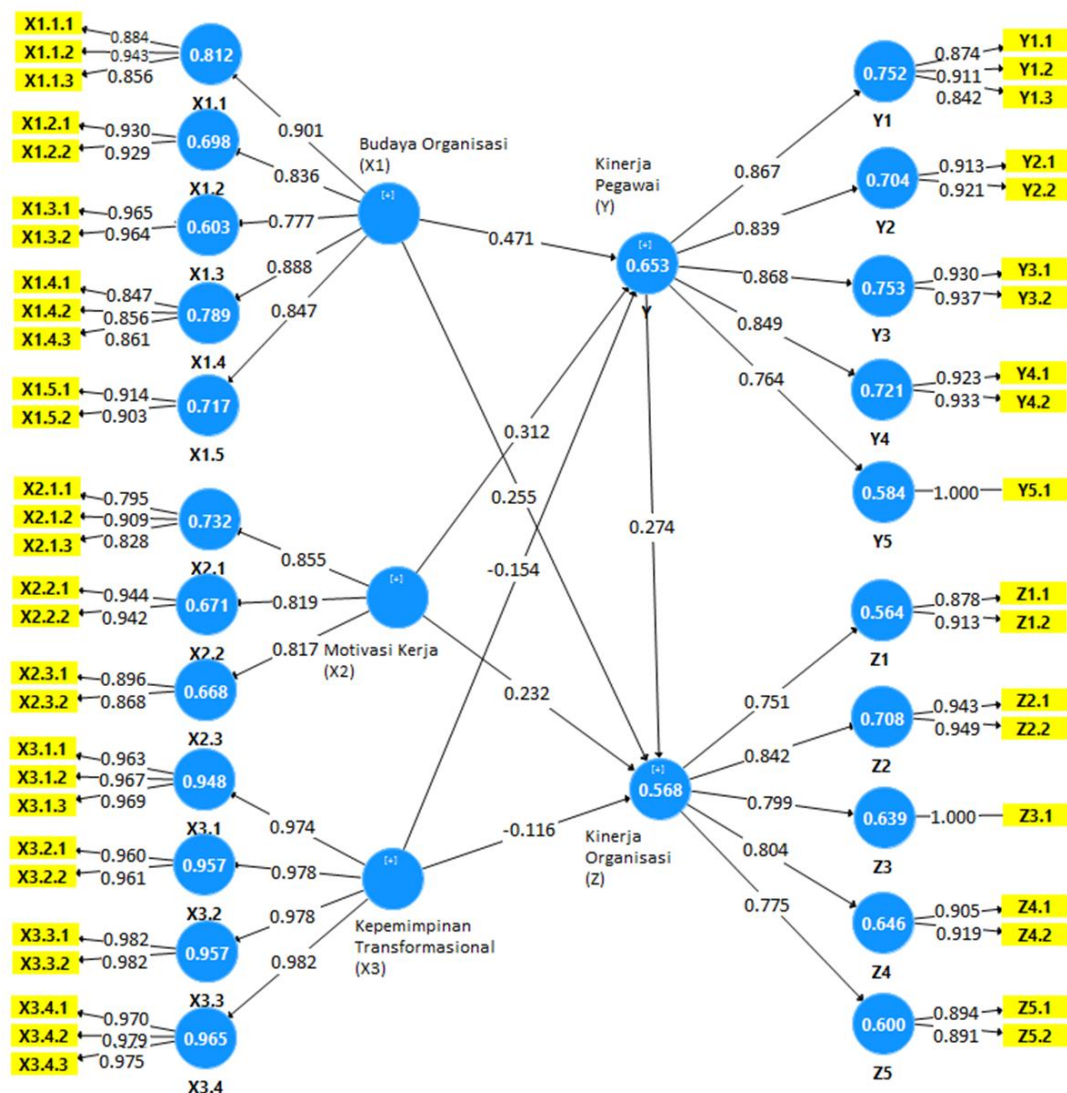 X1.1.1
0.884
X1.1.2
0.943
X1.1.3
0.856
0.812
X1.1
X1.2.1
0.930
X1.2.2
0.929
0.698
X1.2
X1.3.1
0.965
X1.3.2
0.964
0.603
X1.3
X1.4.1
0.847
X1.4.2
0.856
X1.4.3
0.861
0.789
X1.4
X1.5.1
0.914
X1.5.2
0.903
0.717
X1.5
0.901
0.836
0.777
0.888
0.847
Budaya Organisasi
(X1)
[+]
X2.1.1
0.795
X2.1.2
0.909
X2.1.3
0.828
0.732
X2.1
X2.2.1
0.944
X2.2.2
0.942
0.671
X2.2
X2.3.1
0.896
X2.3.2
0.868
0.668
X2.3
0.855
0.819
0.817
[+]
Motivasi Kerja
(X2)
X3.1.1
0.963
X3.1.2
0.967
X3.1.3
0.969
0.948
X3.1
X3.2.1
0.960
X3.2.2
0.961
0.957
X3.2
X3.3.1
0.982
X3.3.2
0.982
0.957
X3.3
X3.4.1
0.970
X3.4.2
0.979
X3.4.3
0.975
0.965
X3.4
0.974
0.978
0.978
0.982
[+]
Kepemimpinan
Transformasional
(X3)
0.471
0.312
0.255
-0.154
0.274
0.232
-0.116
Kinerja
Pegawai
(Y)
[+]
0.653
Y
0.867
0.839
0.868
0.849
0.764
0.752
Y1
0.874
Y1.1
0.911
Y1.2
0.842
Y1.3
0.704
Y2
0.913
Y2.1
0.921
Y2.2
0.753
Y3
0.930
Y3.1
0.937
Y3.2
0.721
Y4
0.923
Y4.1
0.933
Y4.2
0.584
Y5
1.000
Y5.1
[+]
0.568
Kinerja
Organisasi
(Z)
0.751
0.842
0.799
0.804
0.775
0.564
Z1
0.878
Z1.1
0.913
Z1.2
0.708
Z2
0.943
Z2.1
0.949
Z2.2
0.639
Z3
1.000
Z3.1
0.646
Z4
0.905
Z4.1
0.919
Z4.2
0.600
Z5
0.894
Z5.1
0.891
Z5.2